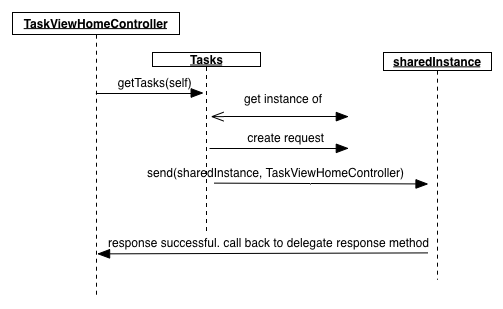 TaskViewHomeController
Tasks
sharedInstance
getTasks(self)
get instance of
create request
send(sharedInstance, TaskViewHomeController)
response successful. call back to delegate response method